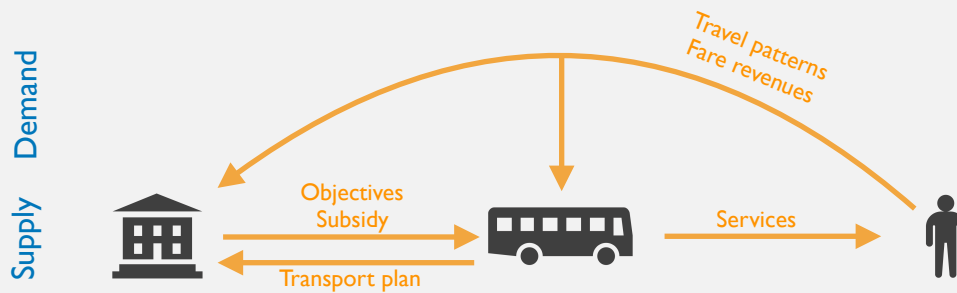 Demand
Travel patterns
Fare revenues
Supply
Objectives
Subsidy
Services
Transport plan